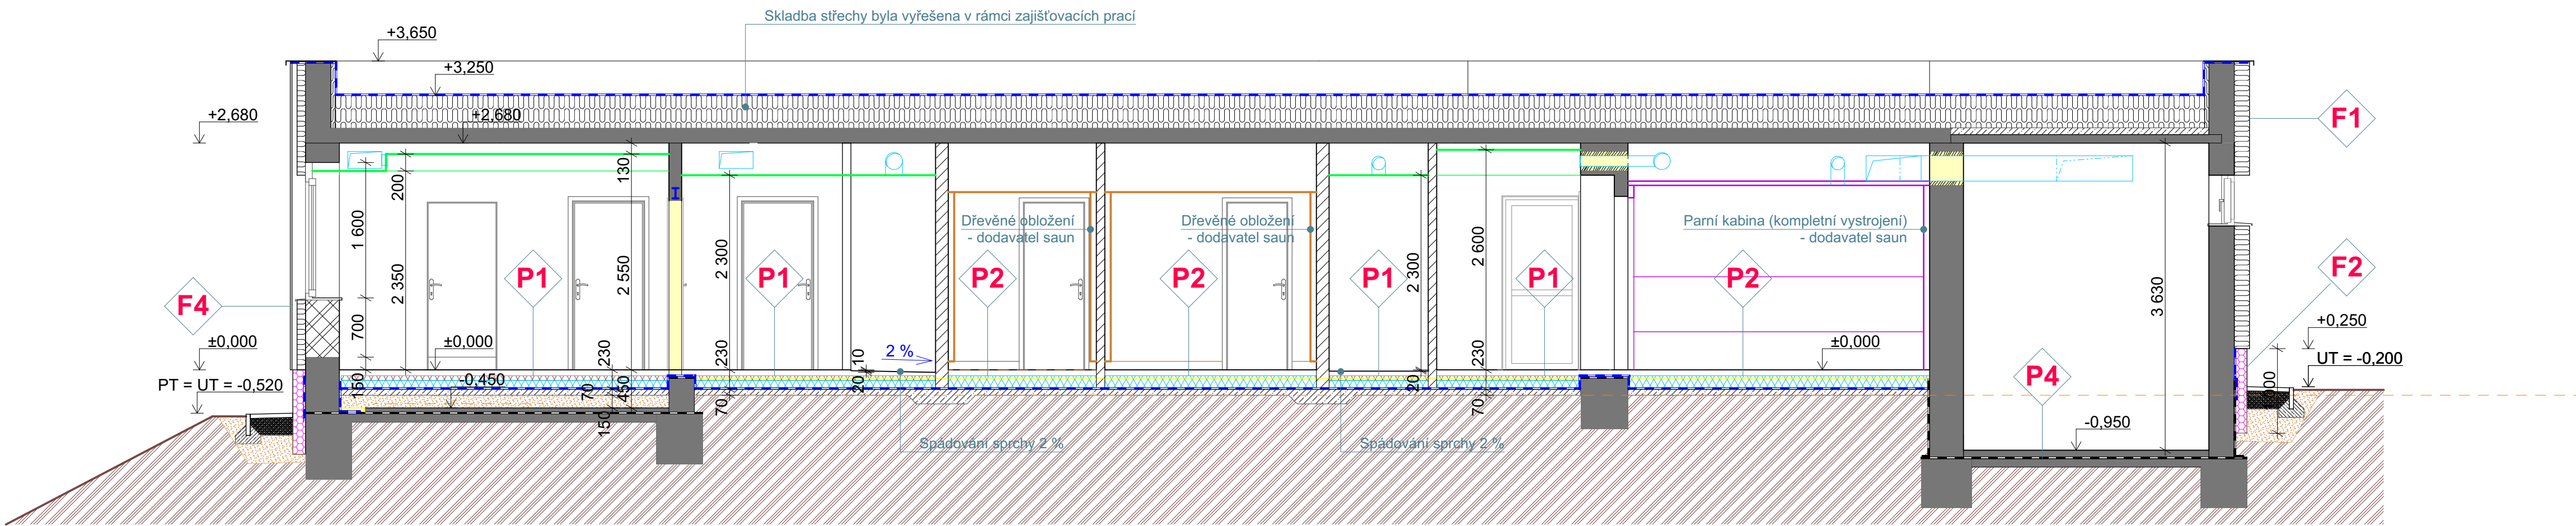 Skladba střechy byla vyřešena v rámci zajišťovacích prací
+3,650
+3,250
+2,680
+2,680
F1
130
200
1 600
2 350
2 550
2 300
2 600
2 300
3 630
Dřevěné obložení
- dodavatel saun
Dřevěné obložení
- dodavatel saun
Parní kabina (kompletní vystrojení)
- dodavatel saun
P1
P1
P2
P2
P1
P1
P2
F2
F4
700
±0,000
±0,000
±0,000
+0,250
230
230
10
2 %
230
PT = UT = -0,520
UT = -0,200
150
-0,450
70
450
70
20
20
70
P4
150
-0,950
Spádování sprchy 2 %
Spádování sprchy 2 %